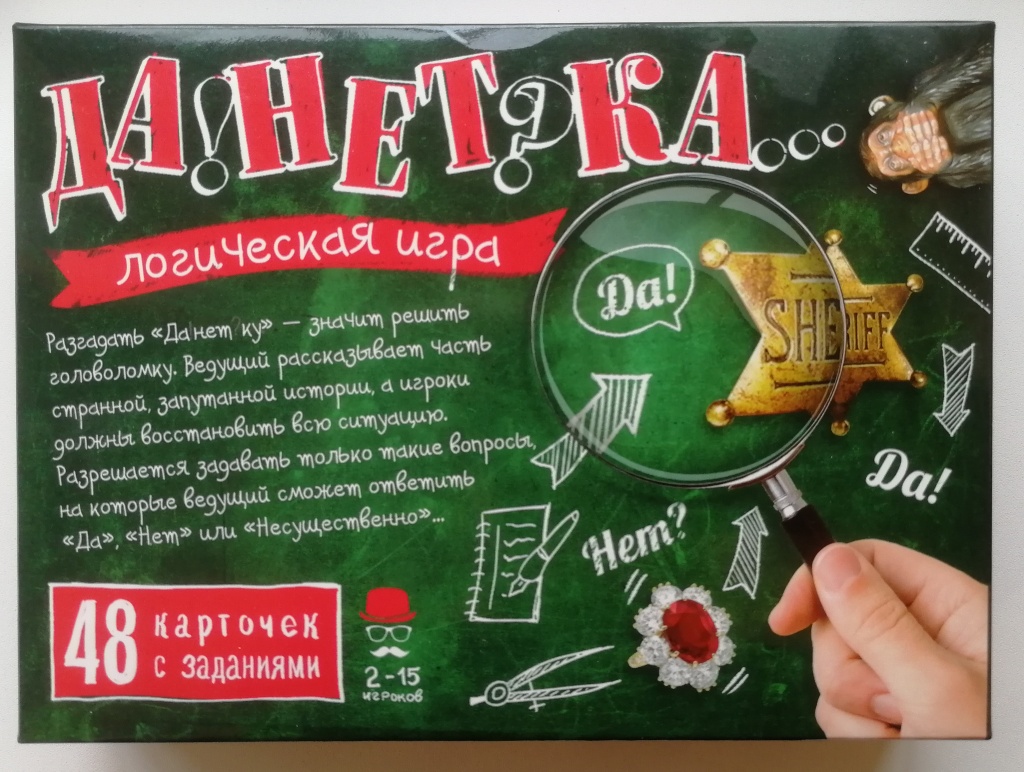 ДА!НЕТ?КА...
логическая игра
Разгадать «Да!нет?ку» — значит решить
головоломку. Ведущий рассказывает часть
странной, запутанной истории, а игроки
должны восстановить всю ситуацию.
Разрешается задавать только такие вопросы,
на которые ведущий сможет ответить
«Да», «Нет» или «Несущественно»...
Да!
SHERIFF
Да!
Нет?
48 карточек
с заданиями
2-15
игроков